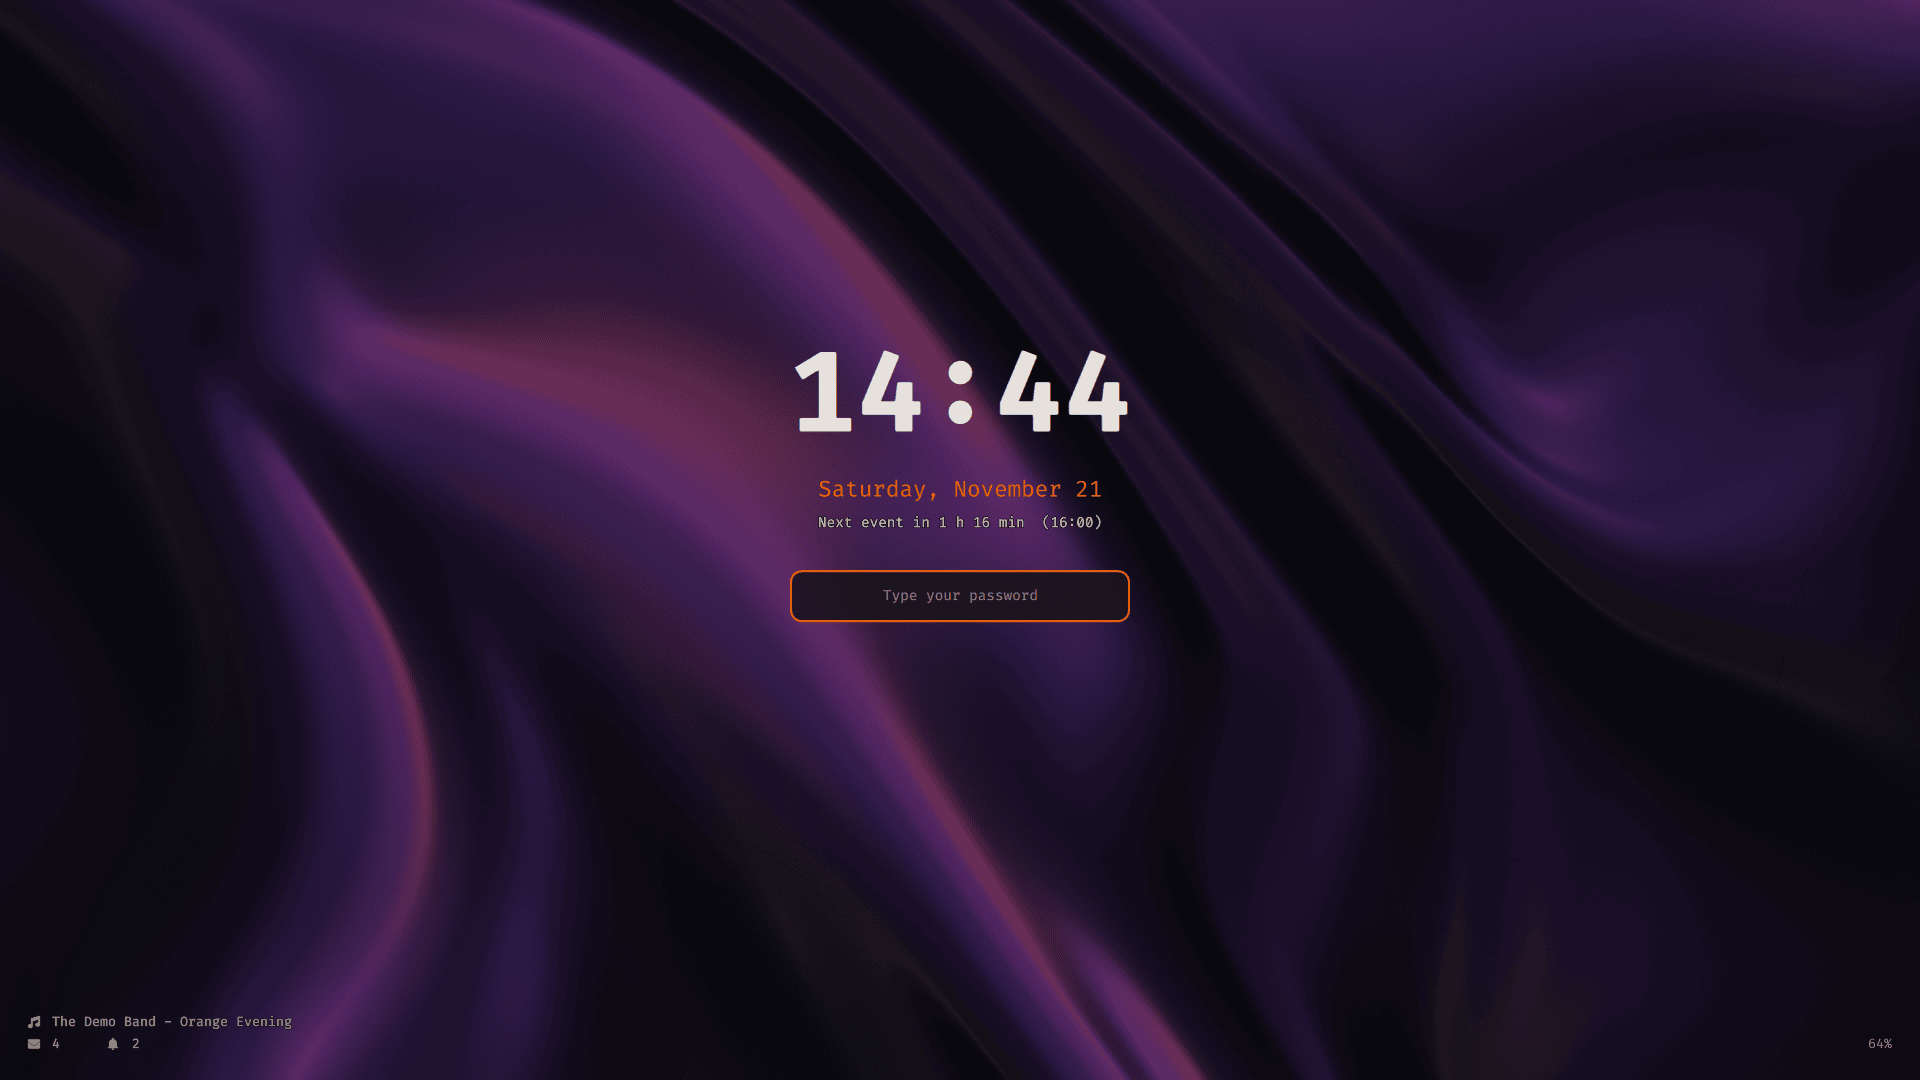 14:44
Saturday, November 21
Next event in 1 h 16 min (16:00)
Type your password
The Demo Band – Orange Evening
4 2
64%